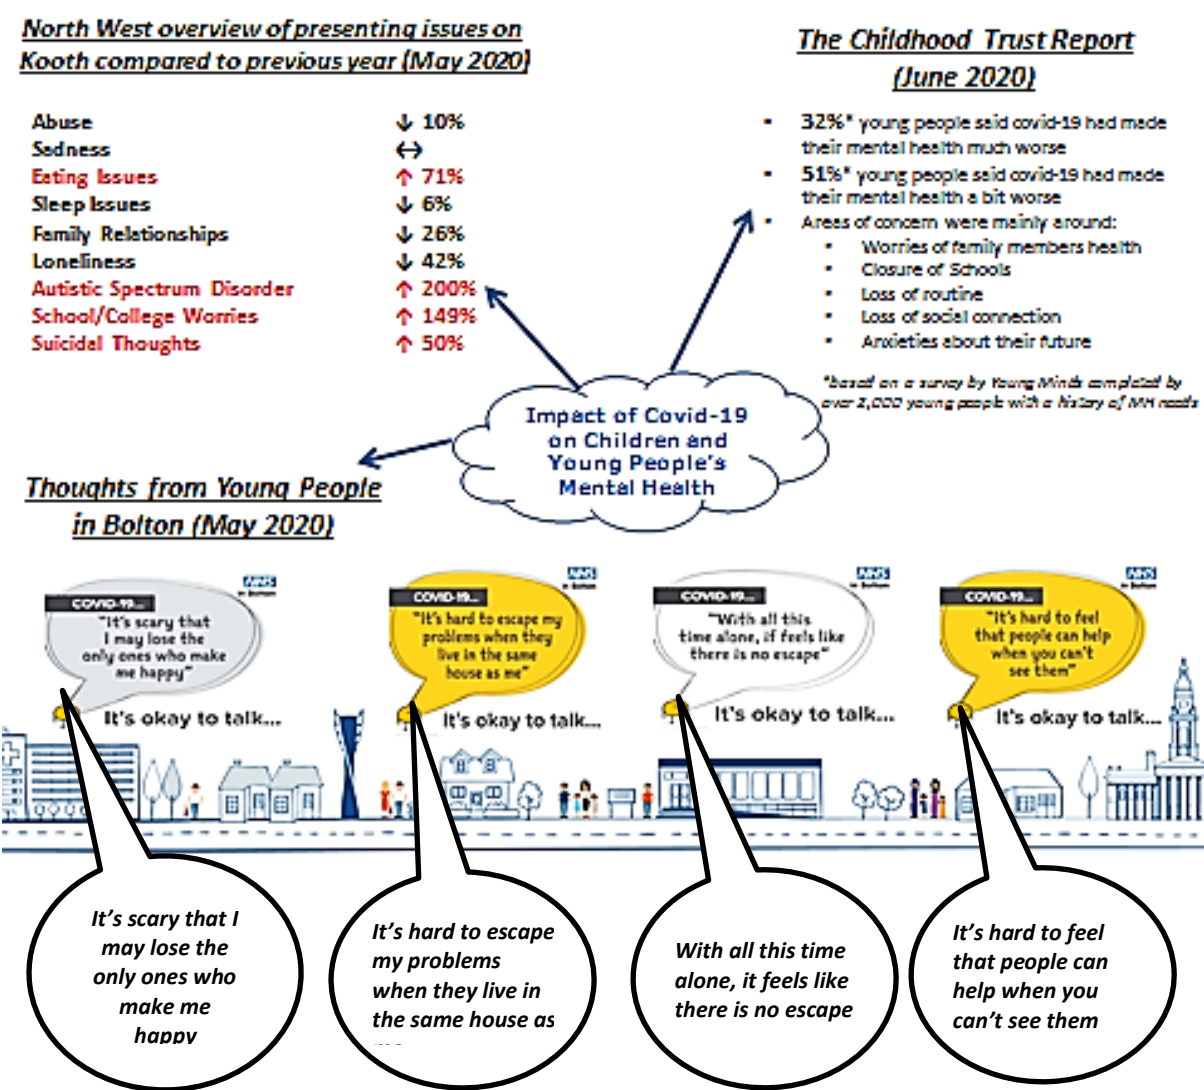 North West overview of presenting issues on
Kooth compared to previous year (May 2020)
Abuse ↓ 10%
Sadness ↔
Eating Issues ↑ 71%
Sleep Issues ↓ 6%
Family Relationships ↓ 26%
Loneliness ↓ 42%
Autistic Spectrum Disorder ↑ 200%
School/College Worries ↑ 149%
Suicidal Thoughts ↑ 50%
The Childhood Trust Report
(June 2020)
32%* young people said covid-19 had made
their mental health much worse
51%* young people said covid-19 had made
their mental health a bit worse
Areas of concern were mainly around:
Worries of family members health
Closure of Schools
Loss of routine
Loss of social connection
Anxieties about their future
*based on a survey by Young Minds completed by
over 2,000 young people with a history of MH needs
Impact of Covid-19
on Children and
Young People's
Mental Health
Thoughts from Young People
in Bolton (May 2020)
NHS
in Bolton
COVID-19...
"It's scary that
I may lose the
only ones who make
me happy"
It's okay to talk...
NHS
in Bolton
COVID-19...
"It's hard to escape my
problems when they
live in the same
house as me"
It's okay to talk...
NHS
in Bolton
COVID-19...
"With all this
time alone, if feels like
there is no escape"
It's okay to talk...
NHS
in Bolton
COVID-19...
"It's hard to feel
that people can help
when you can't
see them"
It's okay to talk...
It's scary that I
may lose the
only ones who
make me
happy
It's hard to escape
my problems
when they live in
the same house as
With all this time
alone, it feels like
there is no escape
It's hard to feel
that people can
help when you
can't see them